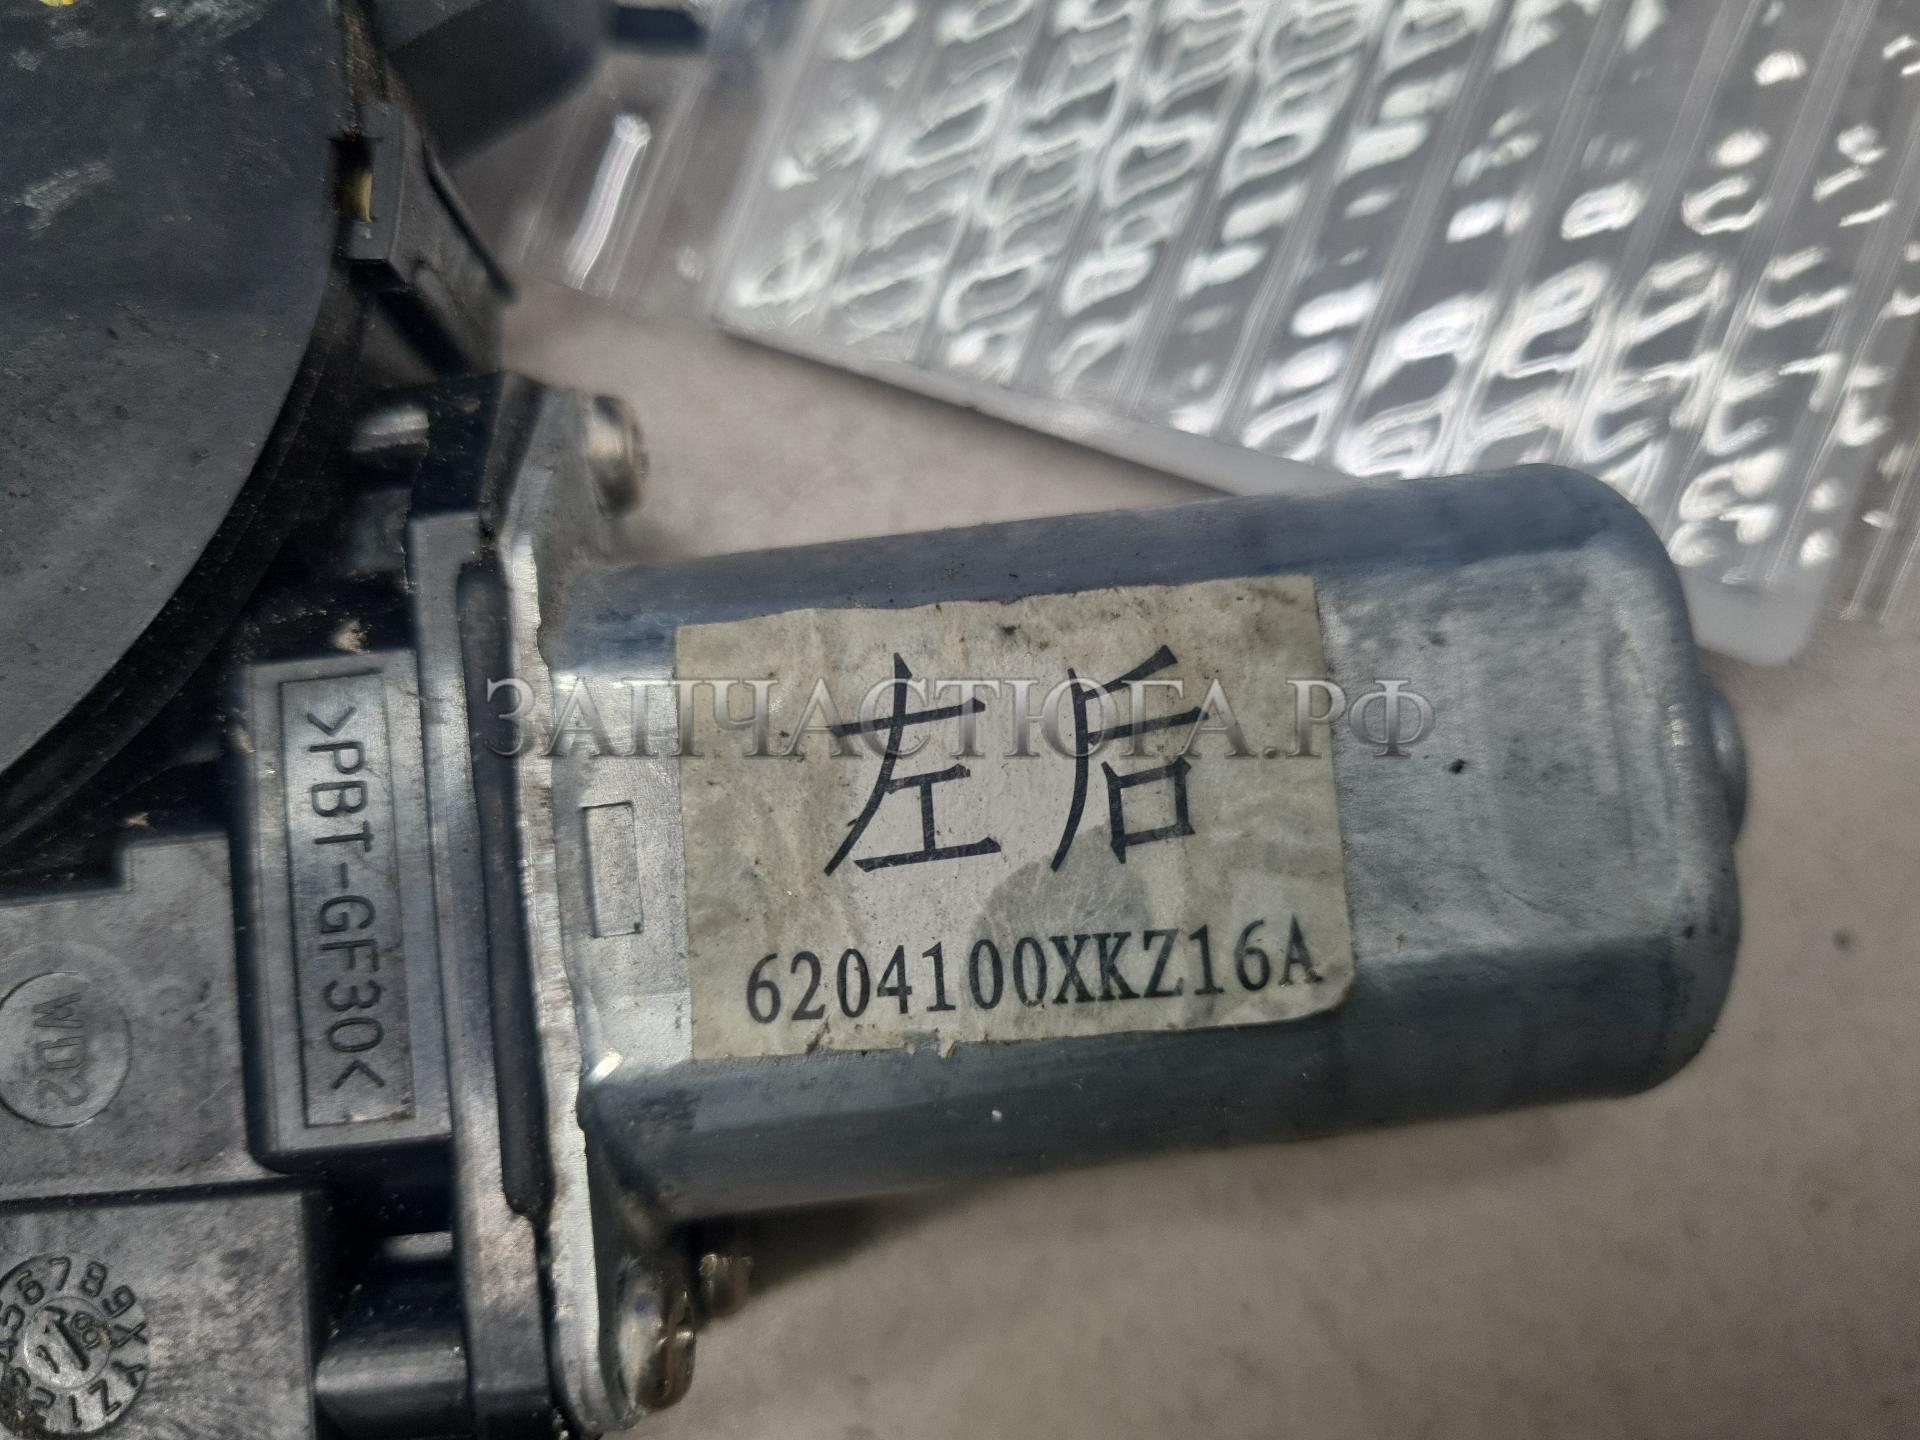 ЗАПЧАСТЮГА.РФ
左后
6204100XKZ16A
>PBT-GF30<
WD2